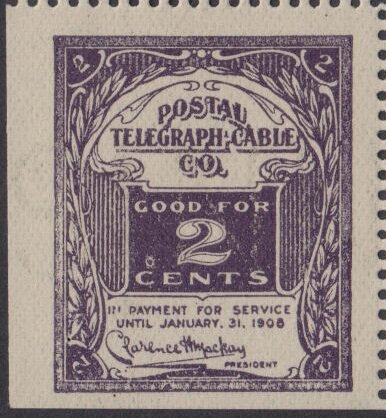 2 2
POSTAL
TELEGRAPH-CABLE
CO.
GOOD FOR
2
CENTS
IN PAYMENT FOR SERVICE
UNTIL JANUARY. 31, 1908
Clarence H Mackay
PRESIDENT
2 2